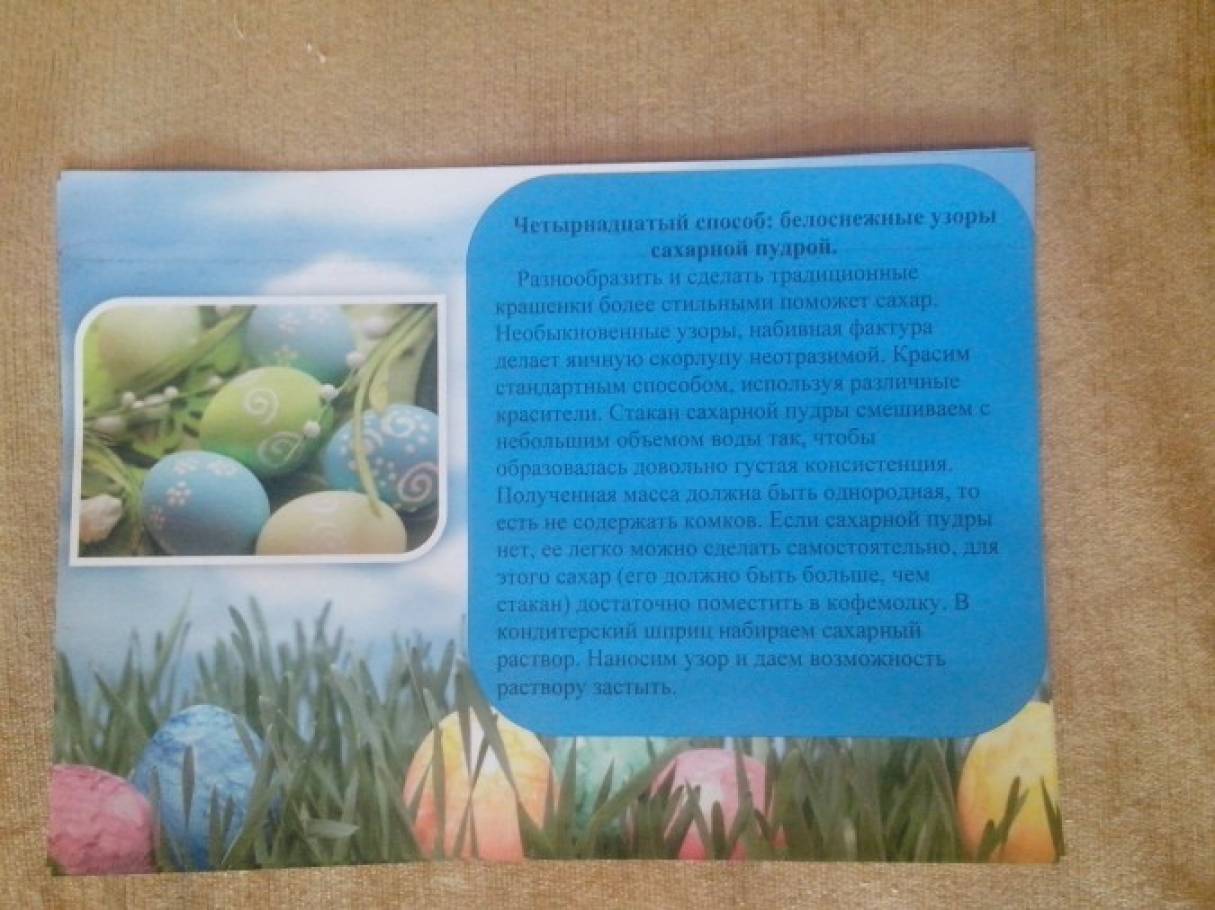 Четырнадцатый способ: белоснежные узоры
сахарной пудрой.
Разнообразить и сделать традиционные
крашенки более стильными поможет сахар.
Необыкновенные узоры, набивная фактура
делает яичную скорлупу неотразимой. Красим
стандартным способом, используя различные
красители. Стакан сахарной пудры смешиваем с
небольшим объемом воды так, чтобы
образовалась довольно густая консистенция.
Полученная масса должна быть однородная, то
есть не содержать комков. Если сахарной пудры
нет, ее легко можно сделать самостоятельно, для
этого сахар (его должно быть больше, чем
стакан) достаточно поместить в кофемолку. В
кондитерский шприц набираем сахарный
раствор. Наносим узор и даем возможность
раствору застыть.